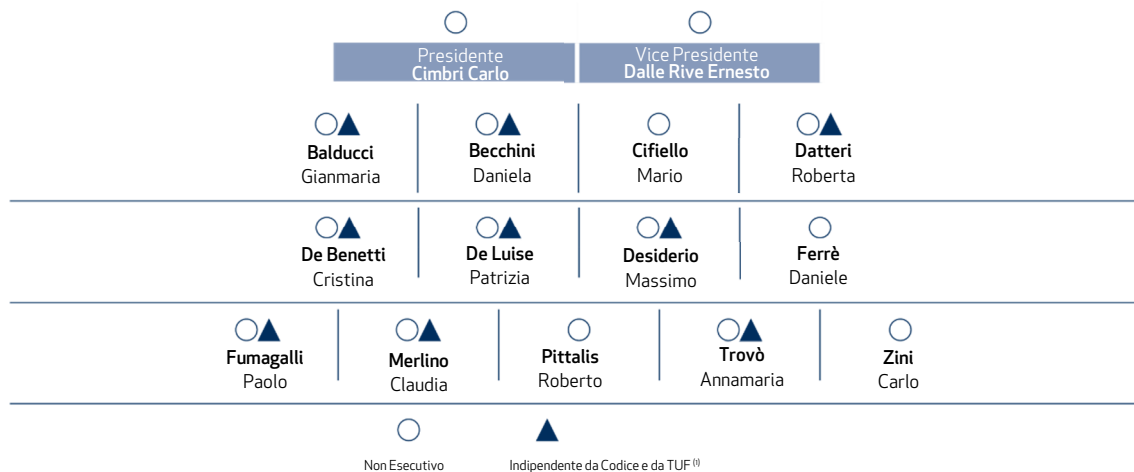 Presidente
Cimbri Carlo
Vice Presidente
Dalle Rive Ernesto
Balducci
Gianmaria
Becchini
Daniela
Cifiello
Mario
Datteri
Roberta
De Benetti
Cristina
De Luise
Patrizia
Desiderio
Massimo
Ferrè
Daniele
Fumagalli
Paolo
Merlino
Claudia
Pittalis
Roberto
Trovò
Annamaria
Zini
Carlo
Non Esecutivo
Indipendente da Codice e da TUF (1)